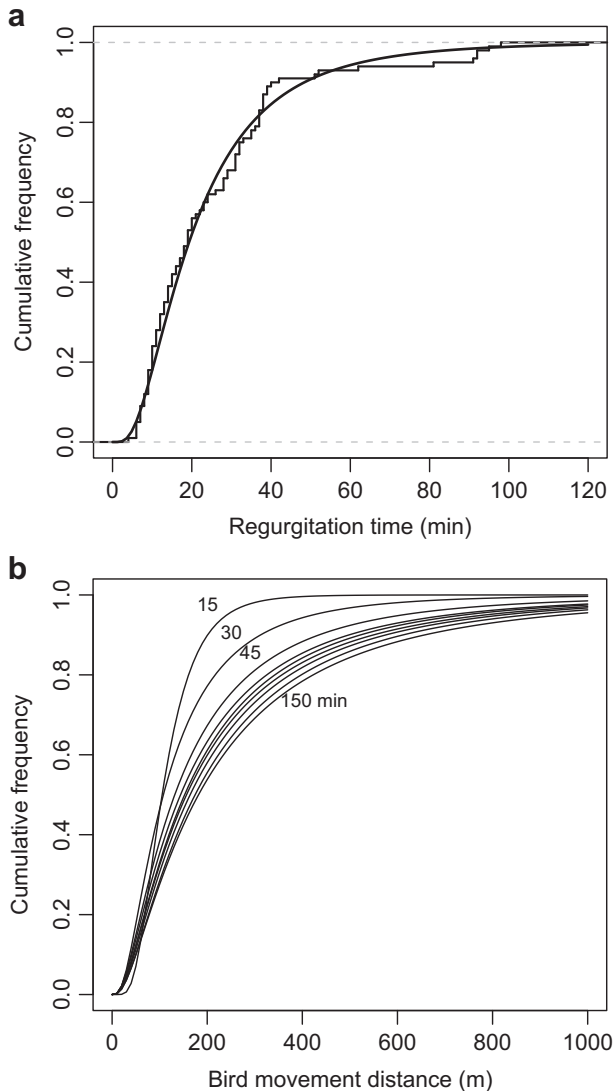 a
Cumulative frequency
1.0
0.8
0.6
0.4
0.2
0.0
0 20 40 60 80 100 120
Regurgitation time (min)
b
Cumulative frequency
1.0
0.8
0.6
0.4
0.2
0.0
15
30
45
150 min
0 200 400 600 800 1000
Bird movement distance (m)